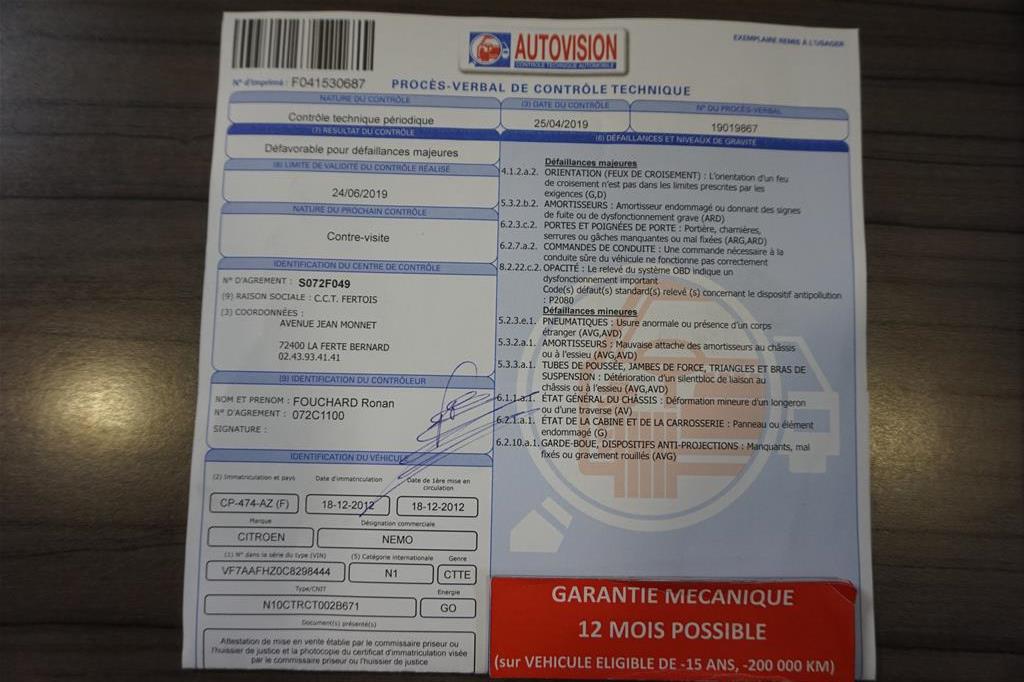 AUTOVISION
CONTROLE TECHNIQUE AUTOMOBILE
EXEMPLAIRE REMIS À L'USAGER
N° d'Imprimé : F041530687
PROCÈS-VERBAL DE CONTRÔLE TECHNIQUE
NATURE DU CONTRÔLE
Contrôle technique périodique
(3) DATE DU CONTRÔLE
25/04/2019
N° DU PROCÈS-VERBAL
19019867
(7) RESULTAT DU CONTRÔLE
Défavorable pour défaillances majeures
(8) LIMITE DE VALIDITÉ DU CONTRÔLE RÉALISÉ
24/06/2019
NATURE DU PROCHAIN CONTRÔLE
Contre-visite
IDENTIFICATION DU CENTRE DE CONTRÔLE
N° D'AGREMENT : S072F049
(9) RAISON SOCIALE : C.C.T. FERTOIS
(3) COORDONNÉES :
AVENUE JEAN MONNET
72400 LA FERTE BERNARD
02.43.93.41.41
(9) IDENTIFICATION DU CONTRÔLEUR
NOM ET PRENOM : FOUCHARD Ronan
N° D'AGREMENT : 072C1100
SIGNATURE :
IDENTIFICATION DU VÉHICULE
(2) Immatriculation et pays
Date d'immatriculation
Date de 1ère mise en
circulation
CP-474-AZ (F)
18-12-2012
18-12-2012
Marque
Désignation commerciale
CITROEN
NEMO
(1) N° dans la série du type (VIN)
(5) Catégorie internationale
Genre
VF7AAFHZ0C8298444
N1
CTTE
Type/CNIT
Energie
N10CTRCT002B671
GO
Document(s) présenté(s)
Attestation de mise en vente établie par le commissaire priseur ou
l'huissier de justice et la photocopie du certificat d'immatriculation visée
par le commissaire priseur ou l'huissier de justice
(6) DÉFAILLANCES ET NIVEAUX DE GRAVITÉ
Défaillances majeures
4.1.2.a.2. ORIENTATION (FEUX DE CROISEMENT) : L'orientation d'un feu
de croisement n'est pas dans les limites prescrites par les
exigences (G,D)
5.3.2.b.2. AMORTISSEURS : Amortisseur endommagé ou donnant des signes
de fuite ou de dysfonctionnement grave (ARD)
6.2.3.c.2. PORTES ET POIGNÉES DE PORTE : Portière, charnières,
serrures ou gâches manquantes ou mal fixées (ARG,ARD)
6.2.7.a.2. COMMANDES DE CONDUITE : Une commande nécessaire à la
conduite sûre du véhicule ne fonctionne pas correctement
8.2.22.c.2. OPACITÉ : Le relevé du système OBD indique un
dysfonctionnement important
Code(s) défaut(s) standard(s) relevé (s) concernant le dispositif antipollution
: P2080
Défaillances mineures
5.2.3.e.1. PNEUMATIQUES : Usure anormale ou présence d'un corps
étranger (AVG,AVD)
5.3.2.a.1. AMORTISSEURS : Mauvaise attache des amortisseurs au châssis
ou à l'essieu (AVG,AVD)
5.3.3.a.1. TUBES DE POUSSÉE, JAMBES DE FORCE, TRIANGLES ET BRAS DE
SUSPENSION : Détérioration d'un silentbloc de liaison au
châssis ou à l'essieu (AVG,AVD)
6.1.1.a.1. ÉTAT GÉNÉRAL DU CHÂSSIS : Déformation mineure d'un longeron
ou d'une traverse (AV)
6.2.1.a.1. ÉTAT DE LA CABINE ET DE LA CARROSSERIE : Panneau ou élément
endommagé (G)
6.2.10.a.1. GARDE-BOUE, DISPOSITIFS ANTI-PROJECTIONS : Manquants, mal
fixés ou gravement rouillés (AVG)
GARANTIE MECANIQUE
12 MOIS POSSIBLE
(sur VEHICULE ELIGIBLE DE -15 ANS, -200 000 KM)